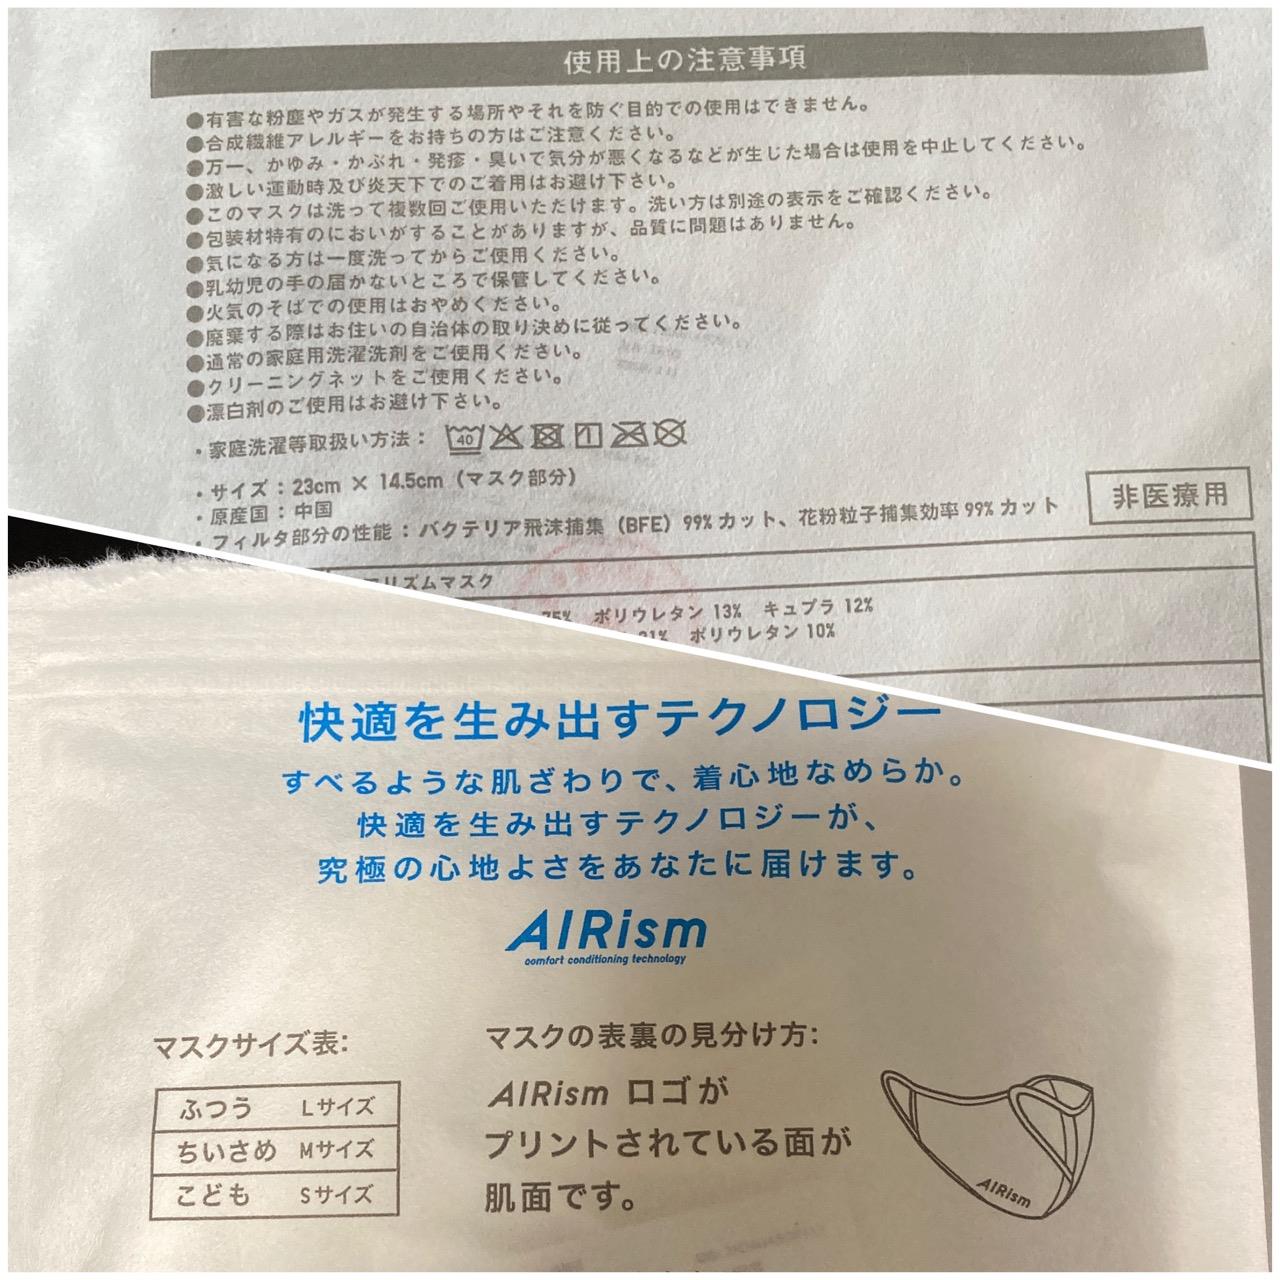 使用上の注意事項
●有害な粉塵やガスが発生する場所やそれを防ぐ目的での使用はできません。
●合成繊維アレルギーをお持ちの方はご注意ください。
●万一、かゆみ・かぶれ・発疹・臭いで気分が悪くなるなどが生じた場合は使用を中止してください。
●激しい運動時及び炎天下でのご着用はお避け下さい。
●このマスクは洗って複数回ご使用いただけます。洗い方は別途の表示をご確認ください。
●包装材特有のにおいがすることがありますが、品質に問題はありません。
●気になる方は一度洗ってからご使用ください。
●乳幼児の手の届かないところで保管してください。
●火気のそばでの使用はおやめください。
●廃棄する際はお住いの自治体の取り決めに従ってください。
●通常の家庭用洗濯洗剤をご使用ください。
●クリーニングネットをご使用ください。
●漂白剤のご使用はお避け下さい。
・家庭洗濯等取扱い方法： 40
・サイズ：23cm × 14.5cm（マスク部分）
・原産国：中国
・フィルタ部分の性能：バクテリア飛沫捕集（BFE）99%カット、花粉粒子捕集効率99%カット
非医療用
リズムマスク
75% ポリウレタン 13% キュプラ 12%
ポリウレタン 10%
快適を生み出すテクノロジー
すべるような肌ざわりで、着心地なめらか。
快適を生み出すテクノロジーが、
究極の心地よさをあなたに届けます。
AIRism
comfort conditioning technology
マスクサイズ表:
ふつう Lサイズ
ちいさめ Mサイズ
こども Sサイズ
マスクの表裏の見分け方:
AIRism ロゴが
プリントされている面が
肌面です。
AIRism